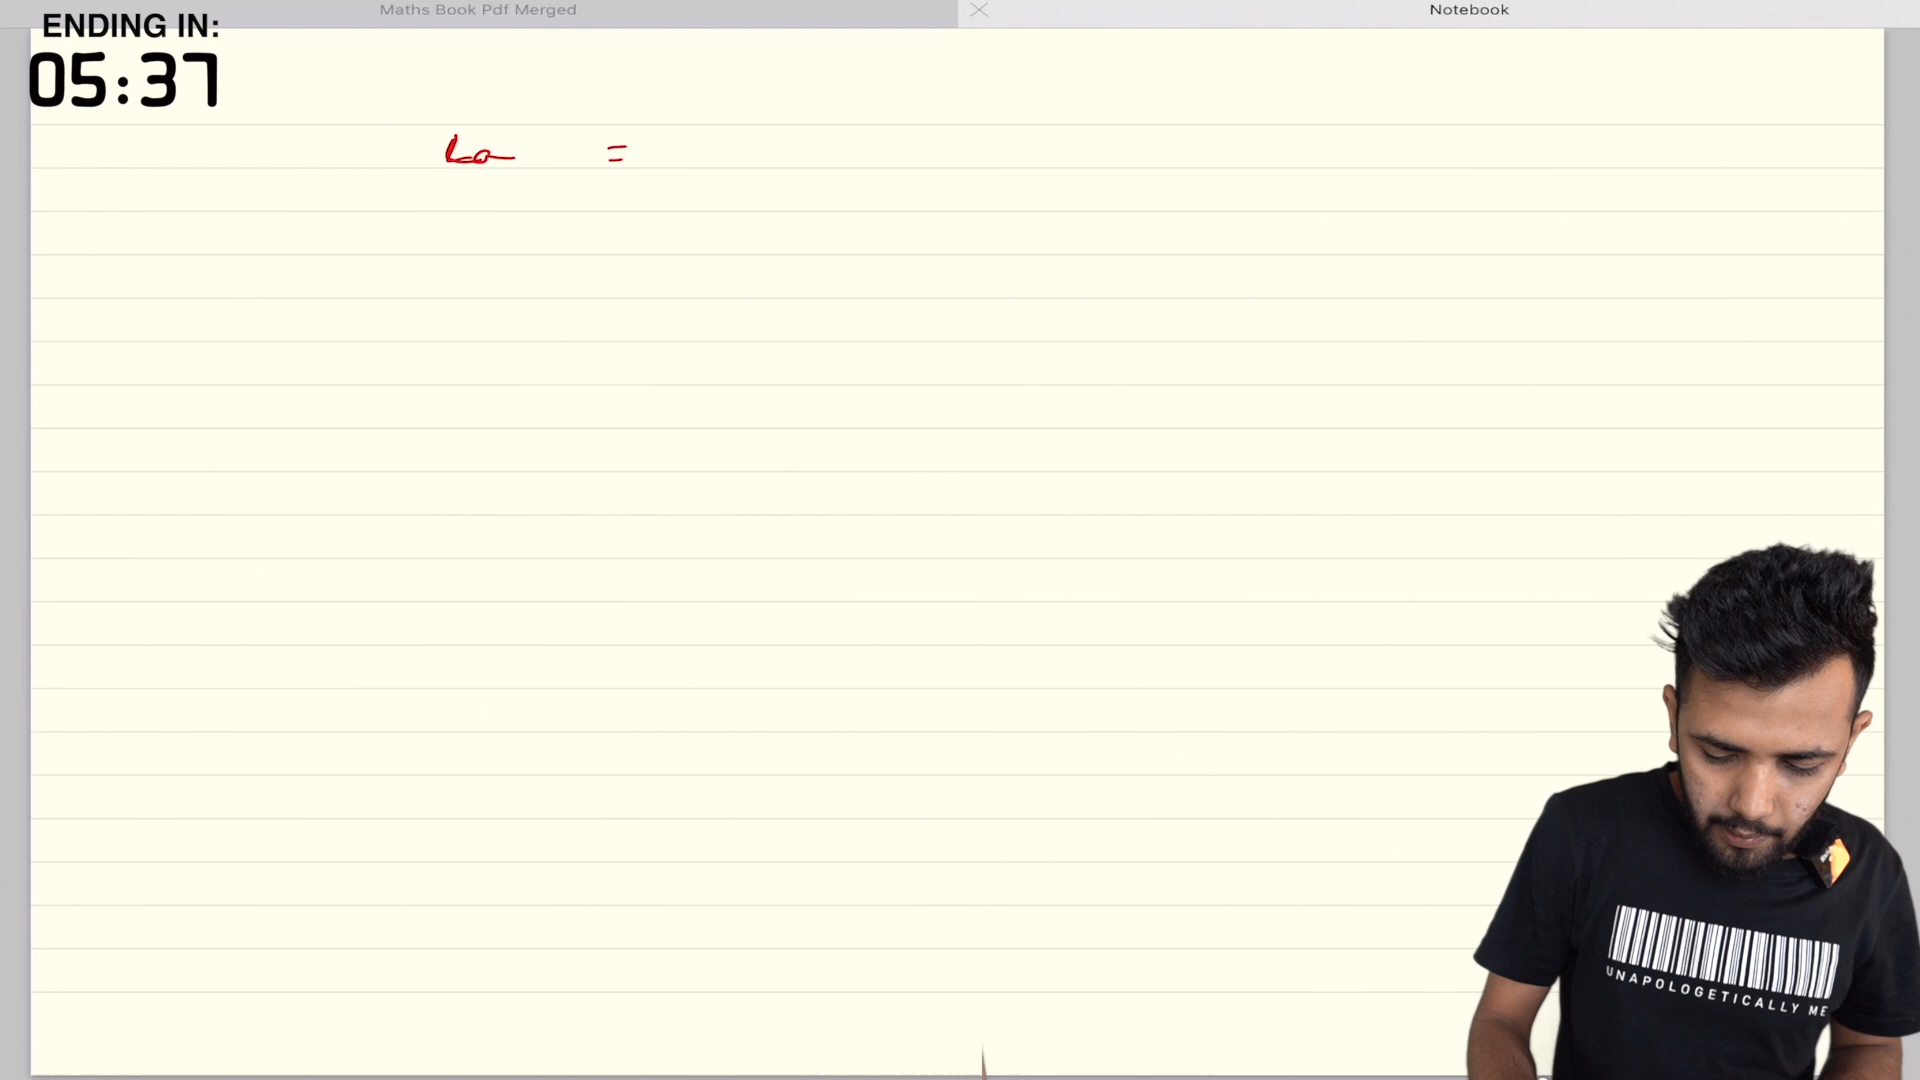 Maths Book Pdf Merged
Notebook
ENDING IN:
05:37
=
UNAPOLOGETICALLY ME